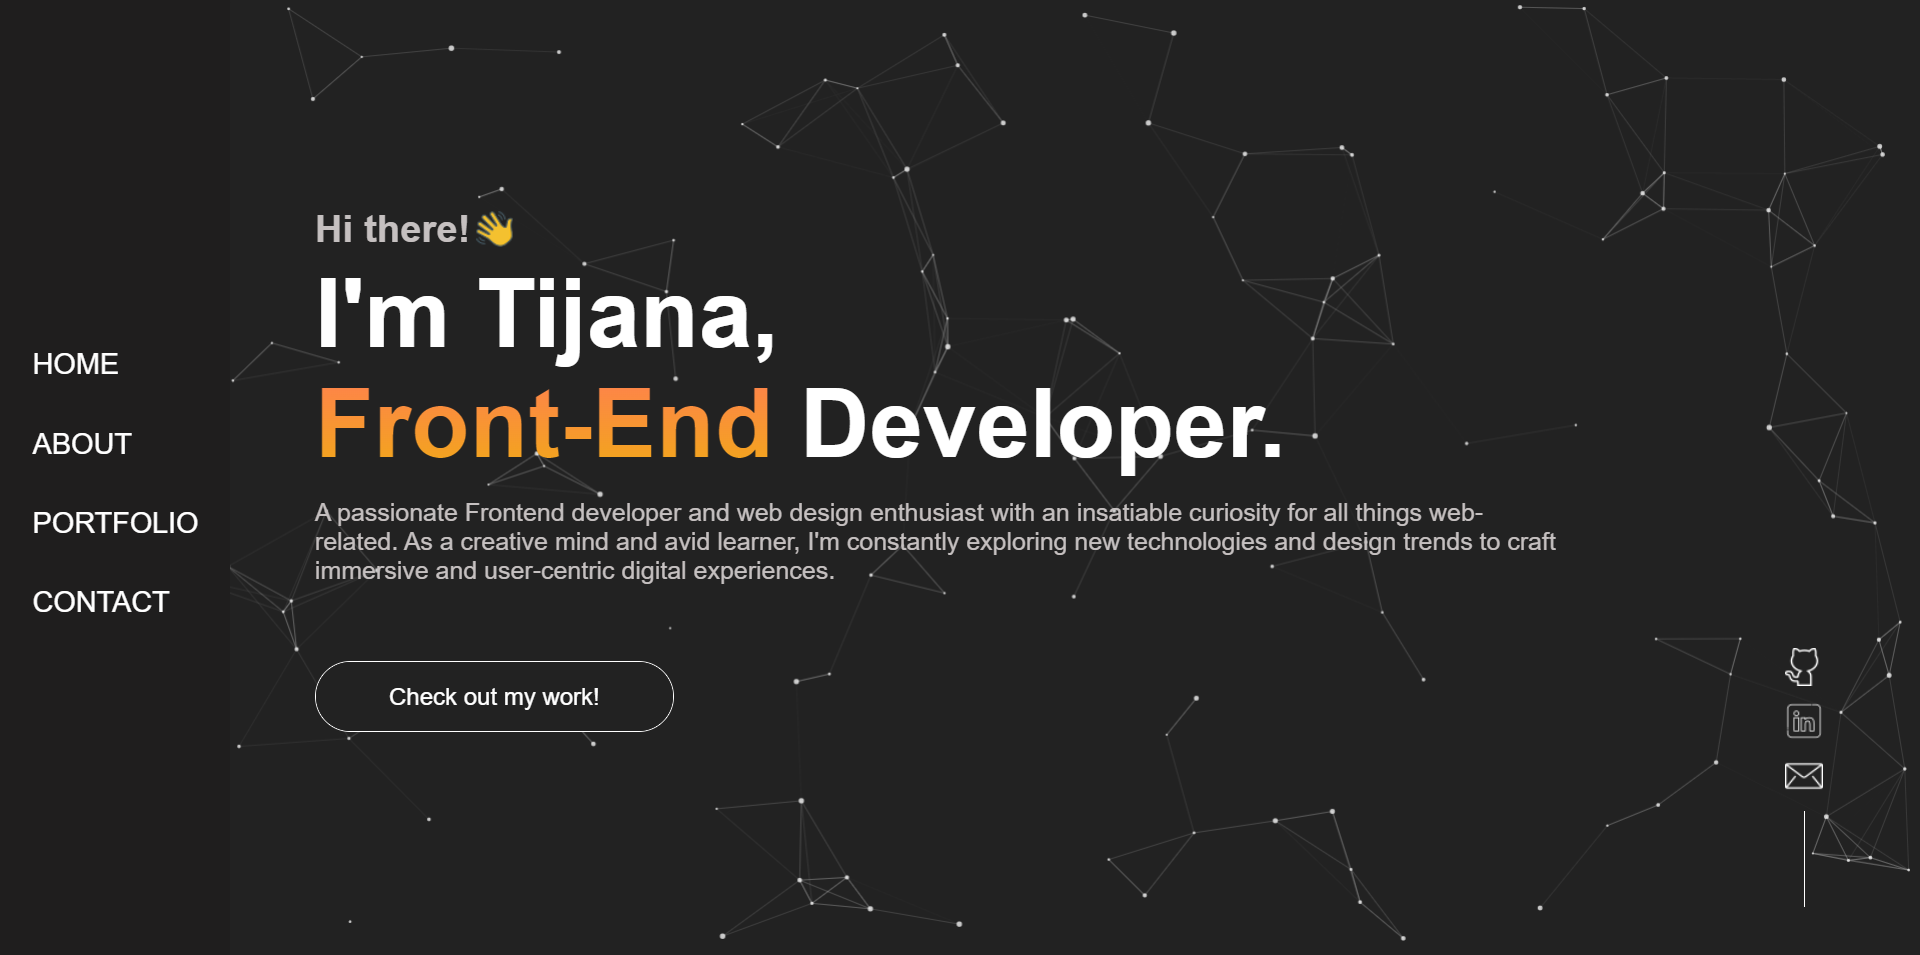 HOME
ABOUT
PORTFOLIO
CONTACT
Hi there!👋
I'm Tijana,
Front-End Developer.
A passionate Frontend developer and web design enthusiast with an insatiable curiosity for all things web-
related. As a creative mind and avid learner, I'm constantly exploring new technologies and design trends to craft
immersive and user-centric digital experiences.
Check out my work!
in